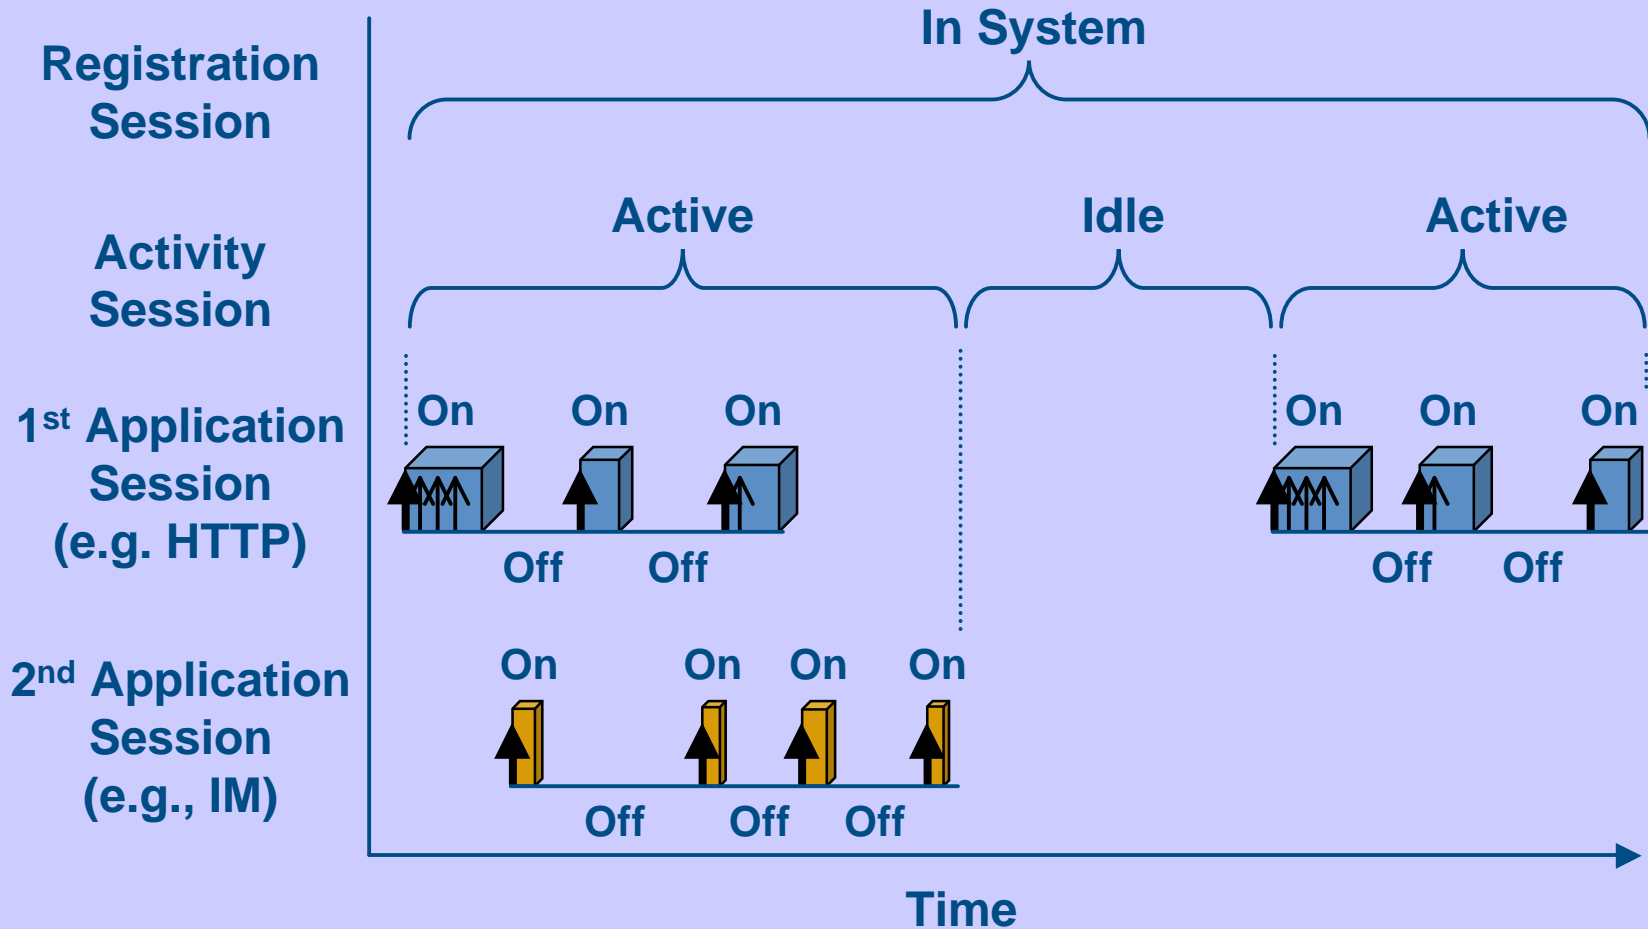 In System
Registration
Session
Active Idle Active
Activity
Session
On On On On On On
1st Application
Session
(e.g. HTTP)
Off Off Off Off
On On On On
2nd Application
Session
(e.g., IM)
Off Off Off
Time